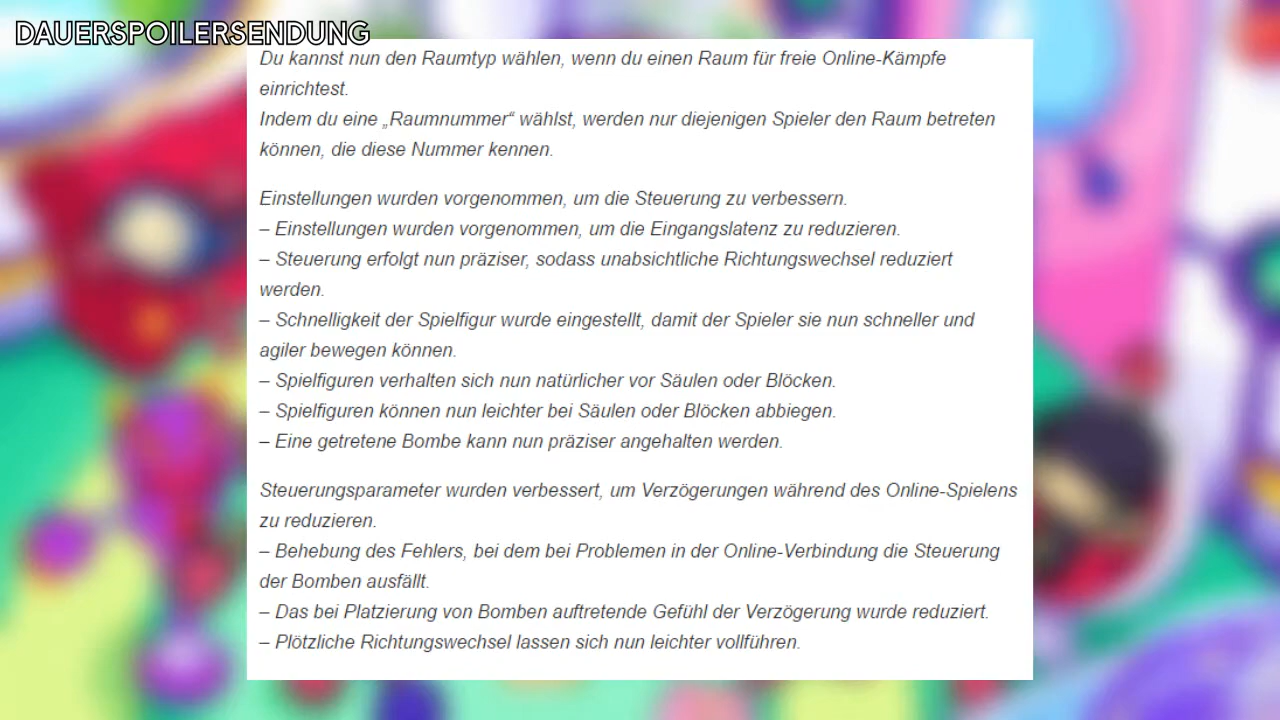 DAUERSPOILERSENDUNG
Du kannst nun den Raumtyp wählen, wenn du einen Raum für freie Online-Kämpfe
einrichtest.
Indem du eine „Raumnummer“ wählst, werden nur diejenigen Spieler den Raum betreten
können, die diese Nummer kennen.
Einstellungen wurden vorgenommen, um die Steuerung zu verbessern.
– Einstellungen wurden vorgenommen, um die Eingangslatenz zu reduzieren.
– Steuerung erfolgt nun präziser, sodass unabsichtliche Richtungswechsel reduziert
werden.
– Schnelligkeit der Spielfigur wurde eingestellt, damit der Spieler sie nun schneller und
agiler bewegen können.
– Spielfiguren verhalten sich nun natürlicher vor Säulen oder Blöcken.
– Spielfiguren können nun leichter bei Säulen oder Blöcken abbiegen.
– Eine getretene Bombe kann nun präziser angehalten werden.
Steuerungsparameter wurden verbessert, um Verzögerungen während des Online-Spielens
zu reduzieren.
– Behebung des Fehlers, bei dem bei Problemen in der Online-Verbindung die Steuerung
der Bomben ausfällt.
– Das bei Platzierung von Bomben auftretende Gefühl der Verzögerung wurde reduziert.
– Plötzliche Richtungswechsel lassen sich nun leichter vollführen.